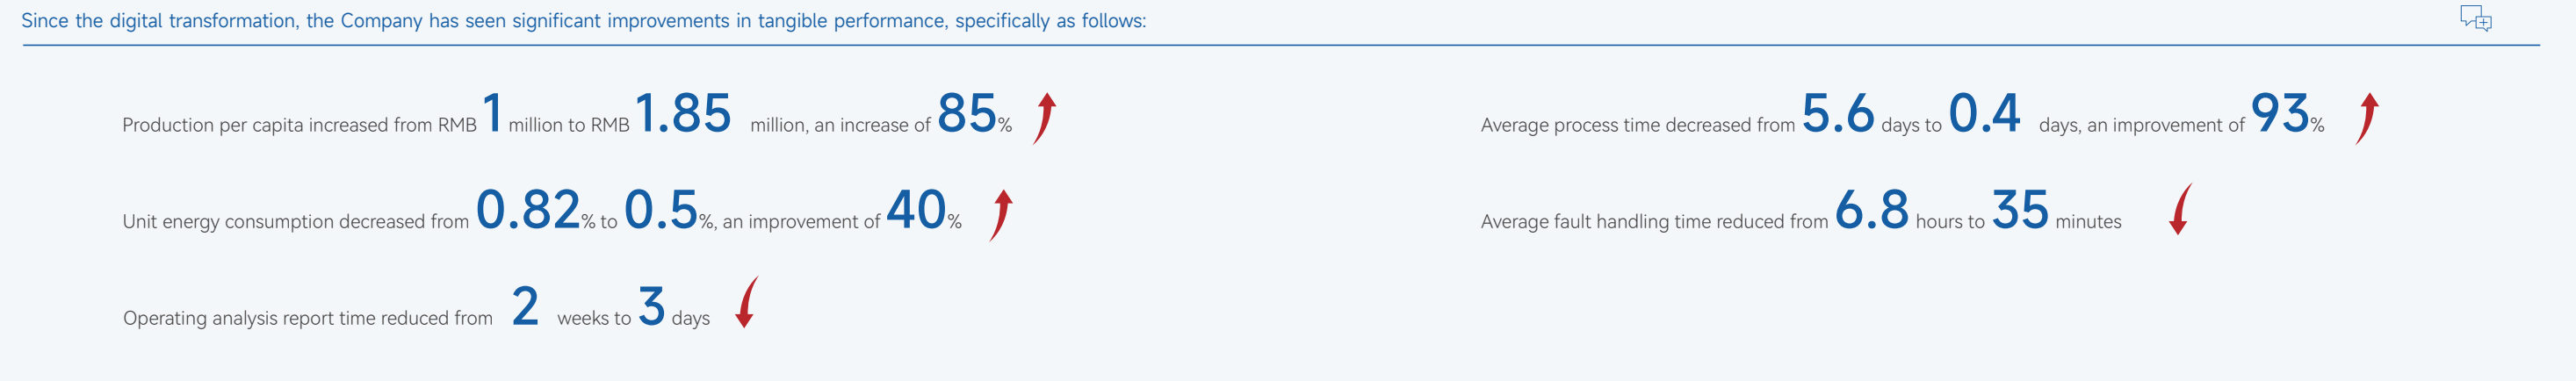 Since the digital transformation, the Company has seen significant improvements in tangible performance, specifically as follows:
Production per capita increased from RMB 1 million to RMB 1.85 million, an increase of 85%
Average process time decreased from 5.6 days to 0.4 days, an improvement of 93%
Unit energy consumption decreased from 0.82% to 0.5%, an improvement of 40%
Average fault handling time reduced from 6.8 hours to 35 minutes
Operating analysis report time reduced from 2 weeks to 3 days